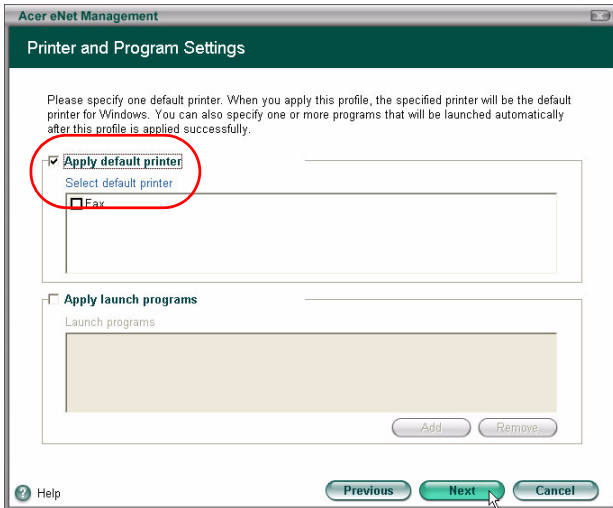 Acer eNet Management
Printer and Program Settings
Please specify one default printer. When you apply this profile, the specified printer will be the default
printer for Windows. You can also specify one or more programs that will be launched automatically
after this profile is applied successfully.
Apply default printer
Select default printer
Fax
Apply launch programs
Launch programs
Add Remove
Help Previous Next Cancel